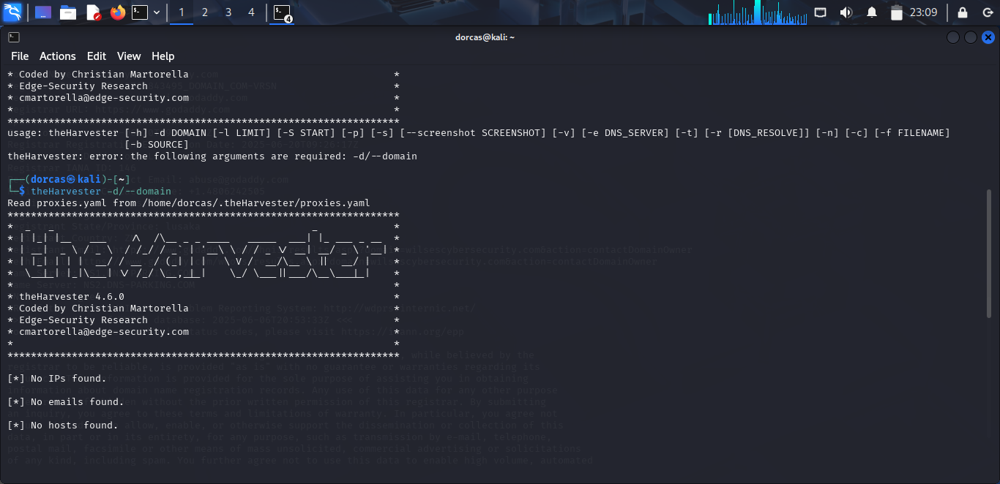 1 2 3 4 4 23:09
dorcas@kali: ~
File Actions Edit View Help
* Coded by Christian Martorella *
* Edge-Security Research *
* cmartorella@edge-security.com *
* *
*******************************************************************
usage: theHarvester [-h] -d DOMAIN [-l LIMIT] [-S START] [-p] [-s] [--screenshot SCREENSHOT] [-v] [-e DNS_SERVER] [-t] [-r [DNS_RESOLVE]] [-n] [-c] [-f FILENAME]
[-b SOURCE]
theHarvester: error: the following arguments are required: -d/--domain
┌──(dorcas㉿kali)-[~]
└─$ theHarvester -d/--domain
Read proxies.yaml from /home/dorcas/.theHarvester/proxies.yaml
*******************************************************************
* _ _ _ *
* | |_| |__ ___ /\ /\__ _ _ ____ _____ ___| |_ ___ _ __ *
* | __| _ \ / _ \ / /_/ / _` | '__\ \ / / _ \/ __| __/ _ \ '__| *
* | |_| | | | __/ / __ / (_| | | \ V / __/\__ \ || __/ | *
* \__|_| |_|\___| \/ /_/ \__,_|_| \_/ \___||___/\__\___|_| *
* *
* theHarvester 4.6.0 *
* Coded by Christian Martorella *
* Edge-Security Research *
* cmartorella@edge-security.com *
* *
*******************************************************************
[*] No IPs found.
[*] No emails found.
[*] No hosts found.